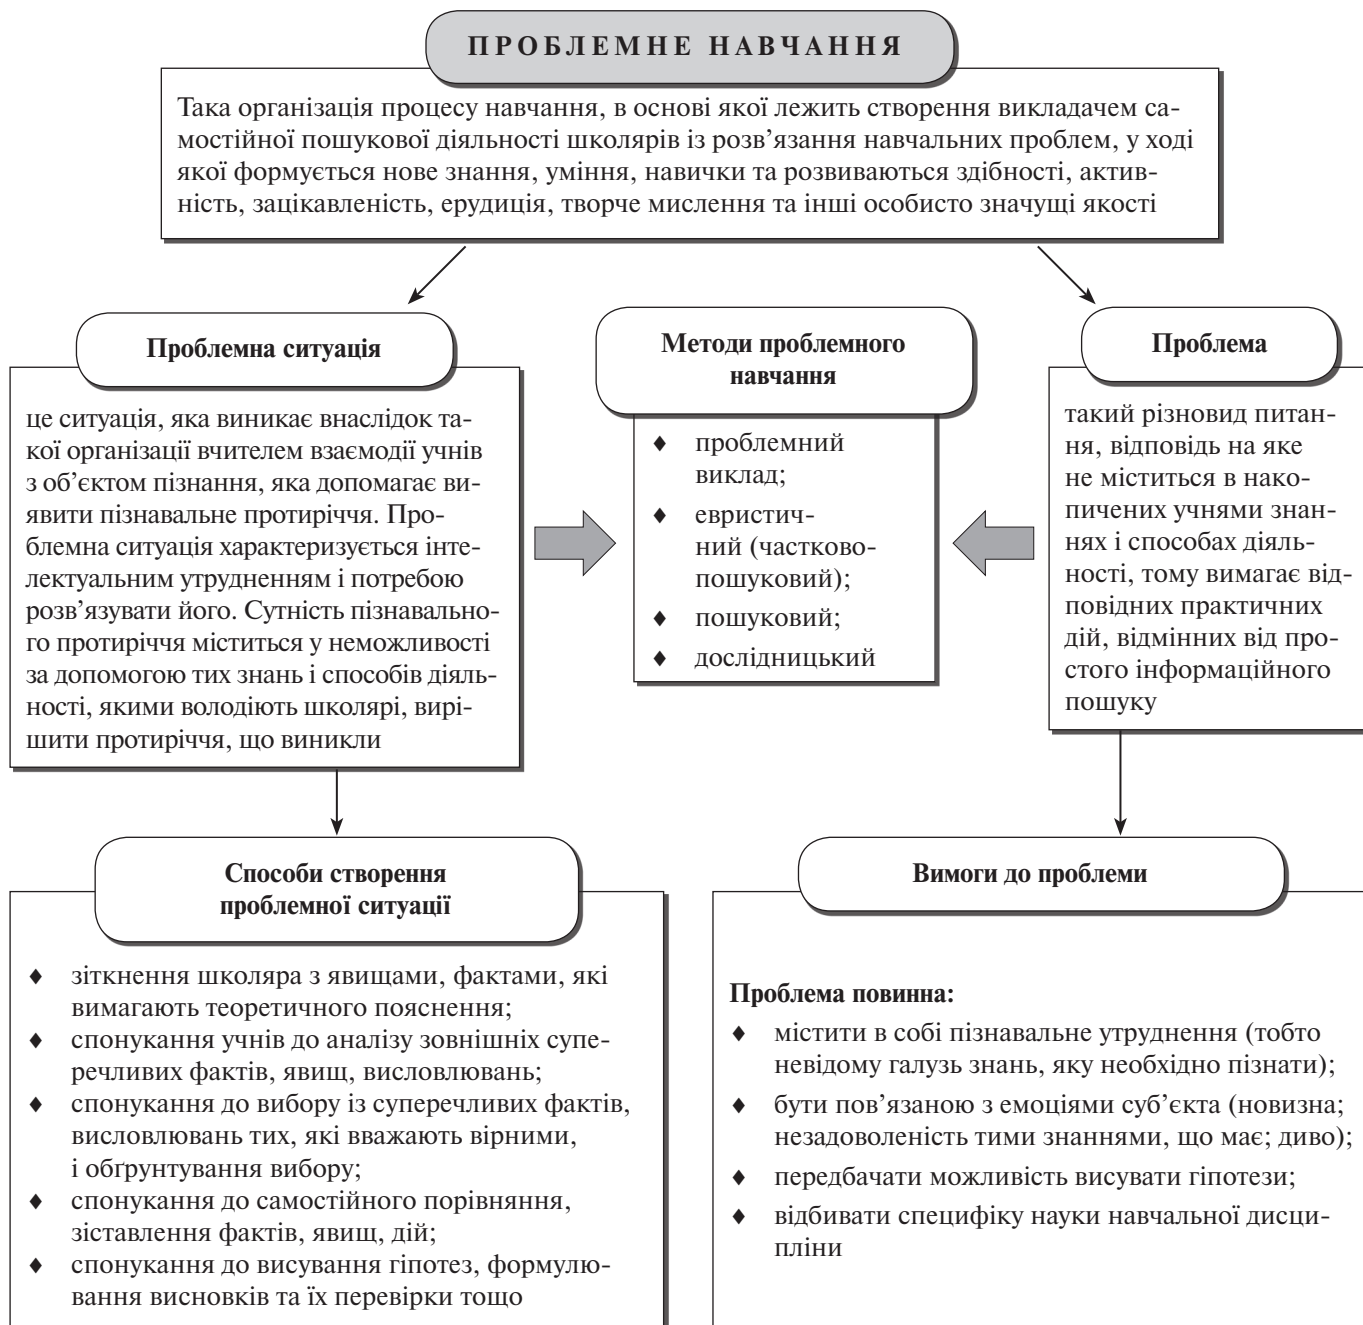 ПРОБЛЕМНЕ НАВЧАННЯ
Така організація процесу навчання, в основі якої лежить створення викладачем са-
мостійної пошукової діяльності школярів із розв’язання навчальних проблем, у ході
якої формується нове знання, уміння, навички та розвиваються здібності, актив-
ність, зацікавленість, ерудиція, творче мислення та інші особисто значущі якості
Проблемна ситуація
це ситуація, яка виникає внаслідок та-
кої організації вчителем взаємодії учнів
з об’єктом пізнання, яка допомагає ви-
явити пізнавальне протиріччя. Про-
блемна ситуація характеризується інте-
лектуальним утрудненням і потребою
розв’язувати його. Сутність пізнавально-
го протиріччя міститься у неможливості
за допомогою тих знань і способів діяль-
ності, якими володіють школярі, вирі-
шити протиріччя, що виникли
Методи проблемного
навчання
♦ проблемний
виклад;
♦ евристич-
ний (частково-
пошуковий);
♦ пошуковий;
♦ дослідницький
Проблема
такий різновид питан-
ня, відповідь на яке
не міститься в нако-
пичених учнями знан-
нях і способах діяль-
ності, тому вимагає від-
повідних практичних
дій, відмінних від про-
стого інформаційного
пошуку
Способи створення
проблемної ситуації
♦ зіткнення школяра з явищами, фактами, які
вимагають теоретичного пояснення;
♦ спонукання учнів до аналізу зовнішніх супе-
речливих фактів, явищ, висловлювань;
♦ спонукання до вибору із суперечливих фактів,
висловлювань тих, які вважають вірними,
і обґрунтування вибору;
♦ спонукання до самостійного порівняння,
зіставлення фактів, явищ, дій;
♦ спонукання до висування гіпотез, формулю-
вання висновків та їх перевірки тощо
Вимоги до проблеми
Проблема повинна:
♦ містити в собі пізнавальне утруднення (тобто
невідому галузь знань, яку необхідно пізнати);
♦ бути пов’язаною з емоціями суб’єкта (новизна;
незадоволеність тими знаннями, що має; диво);
♦ передбачати можливість висувати гіпотези;
♦ відбивати специфіку науки навчальної дисци-
пліни